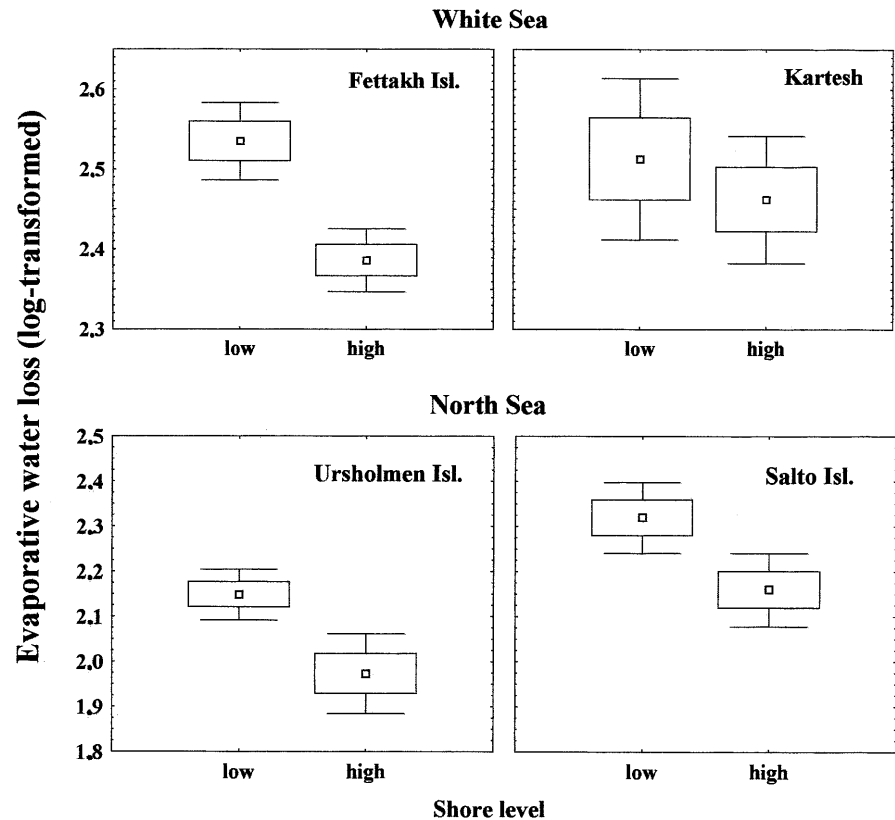 White Sea
Evaporative water loss (log-transformed)
Fettakh Isl.
Kartesh
2.6
2.5
2.4
2.3
low
high
low
high
North Sea
Ursholmen Isl.
Salto Isl.
2.5
2.4
2.3
2.2
2.1
2.0
1.9
1.8
low
high
low
high
Shore level